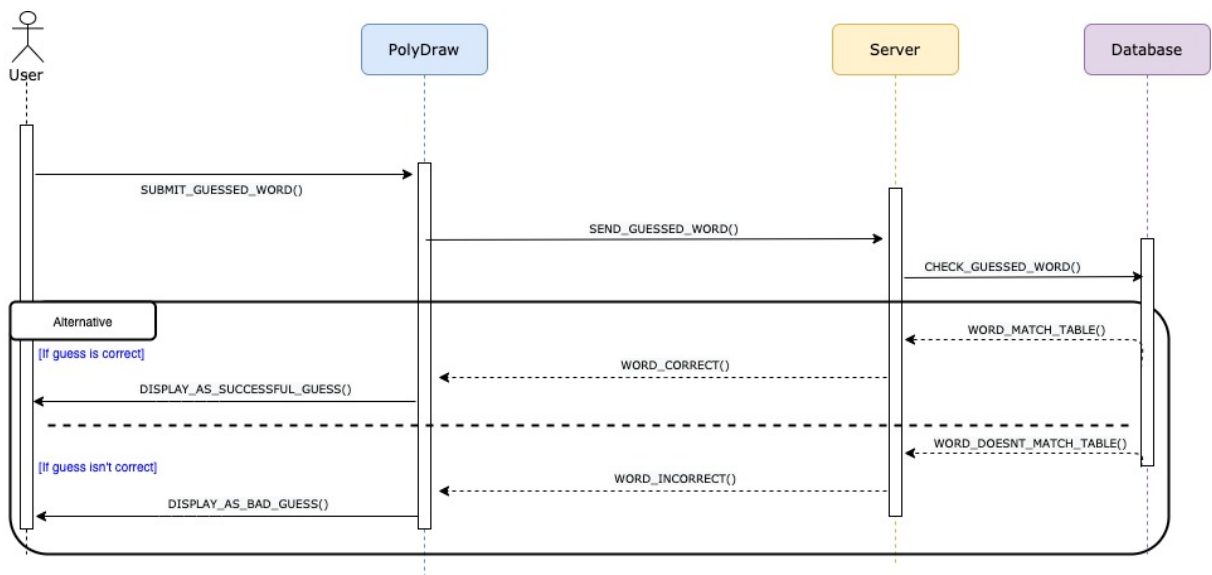 PolyDraw
Server
Database
User
SUBMIT_GUESSED_WORD()
SEND_GUESSED_WORD()
CHECK_GUESSED_WORD()
Alternative
WORD_MATCH_TABLE()
[If guess is correct]
WORD_CORRECT()
DISPLAY_AS_SUCCESSFUL_GUESS()
WORD_DOESNT_MATCH_TABLE()
[If guess isn't correct]
WORD_INCORRECT()
DISPLAY_AS_BAD_GUESS()